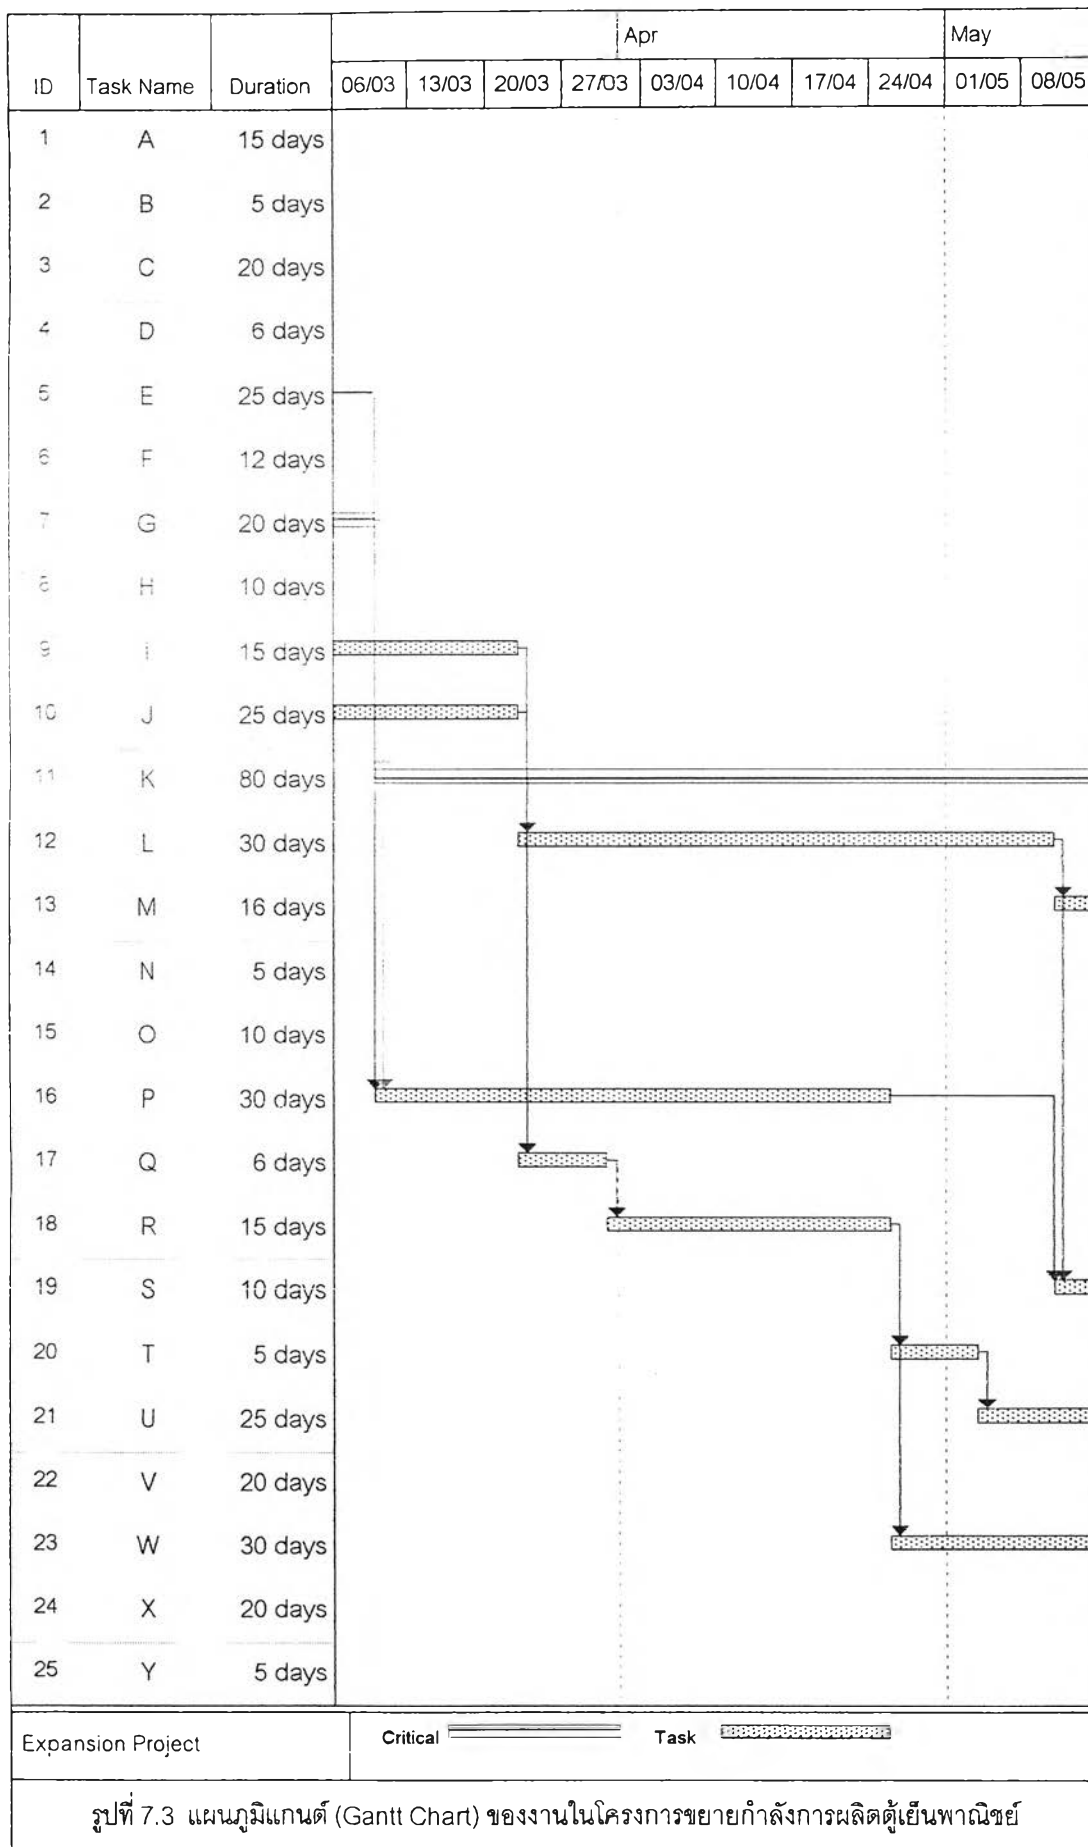 Apr May
ID Task Name Duration 06/03 13/03 20/03 27/03 03/04 10/04 17/04 24/04 01/05 08/05
1 A 15 days
2 B 5 days
3 C 20 days
4 D 6 days
5 E 25 days
6 F 12 days
7 G 20 days
8 H 10 days
9 I 15 days
10 J 25 days
11 K 80 days
12 L 30 days
13 M 16 days
14 N 5 days
15 O 10 days
16 P 30 days
17 Q 6 days
18 R 15 days
19 S 10 days
20 T 5 days
21 U 25 days
22 V 20 days
23 W 30 days
24 X 20 days
25 Y 5 days
Expansion Project Critical Task
รูปที่ 7.3 แผนภูมิแกนต์ (Gantt Chart) ของงานในโครงการขยายกำลังการผลิตตู้เย็นพาณิชย์